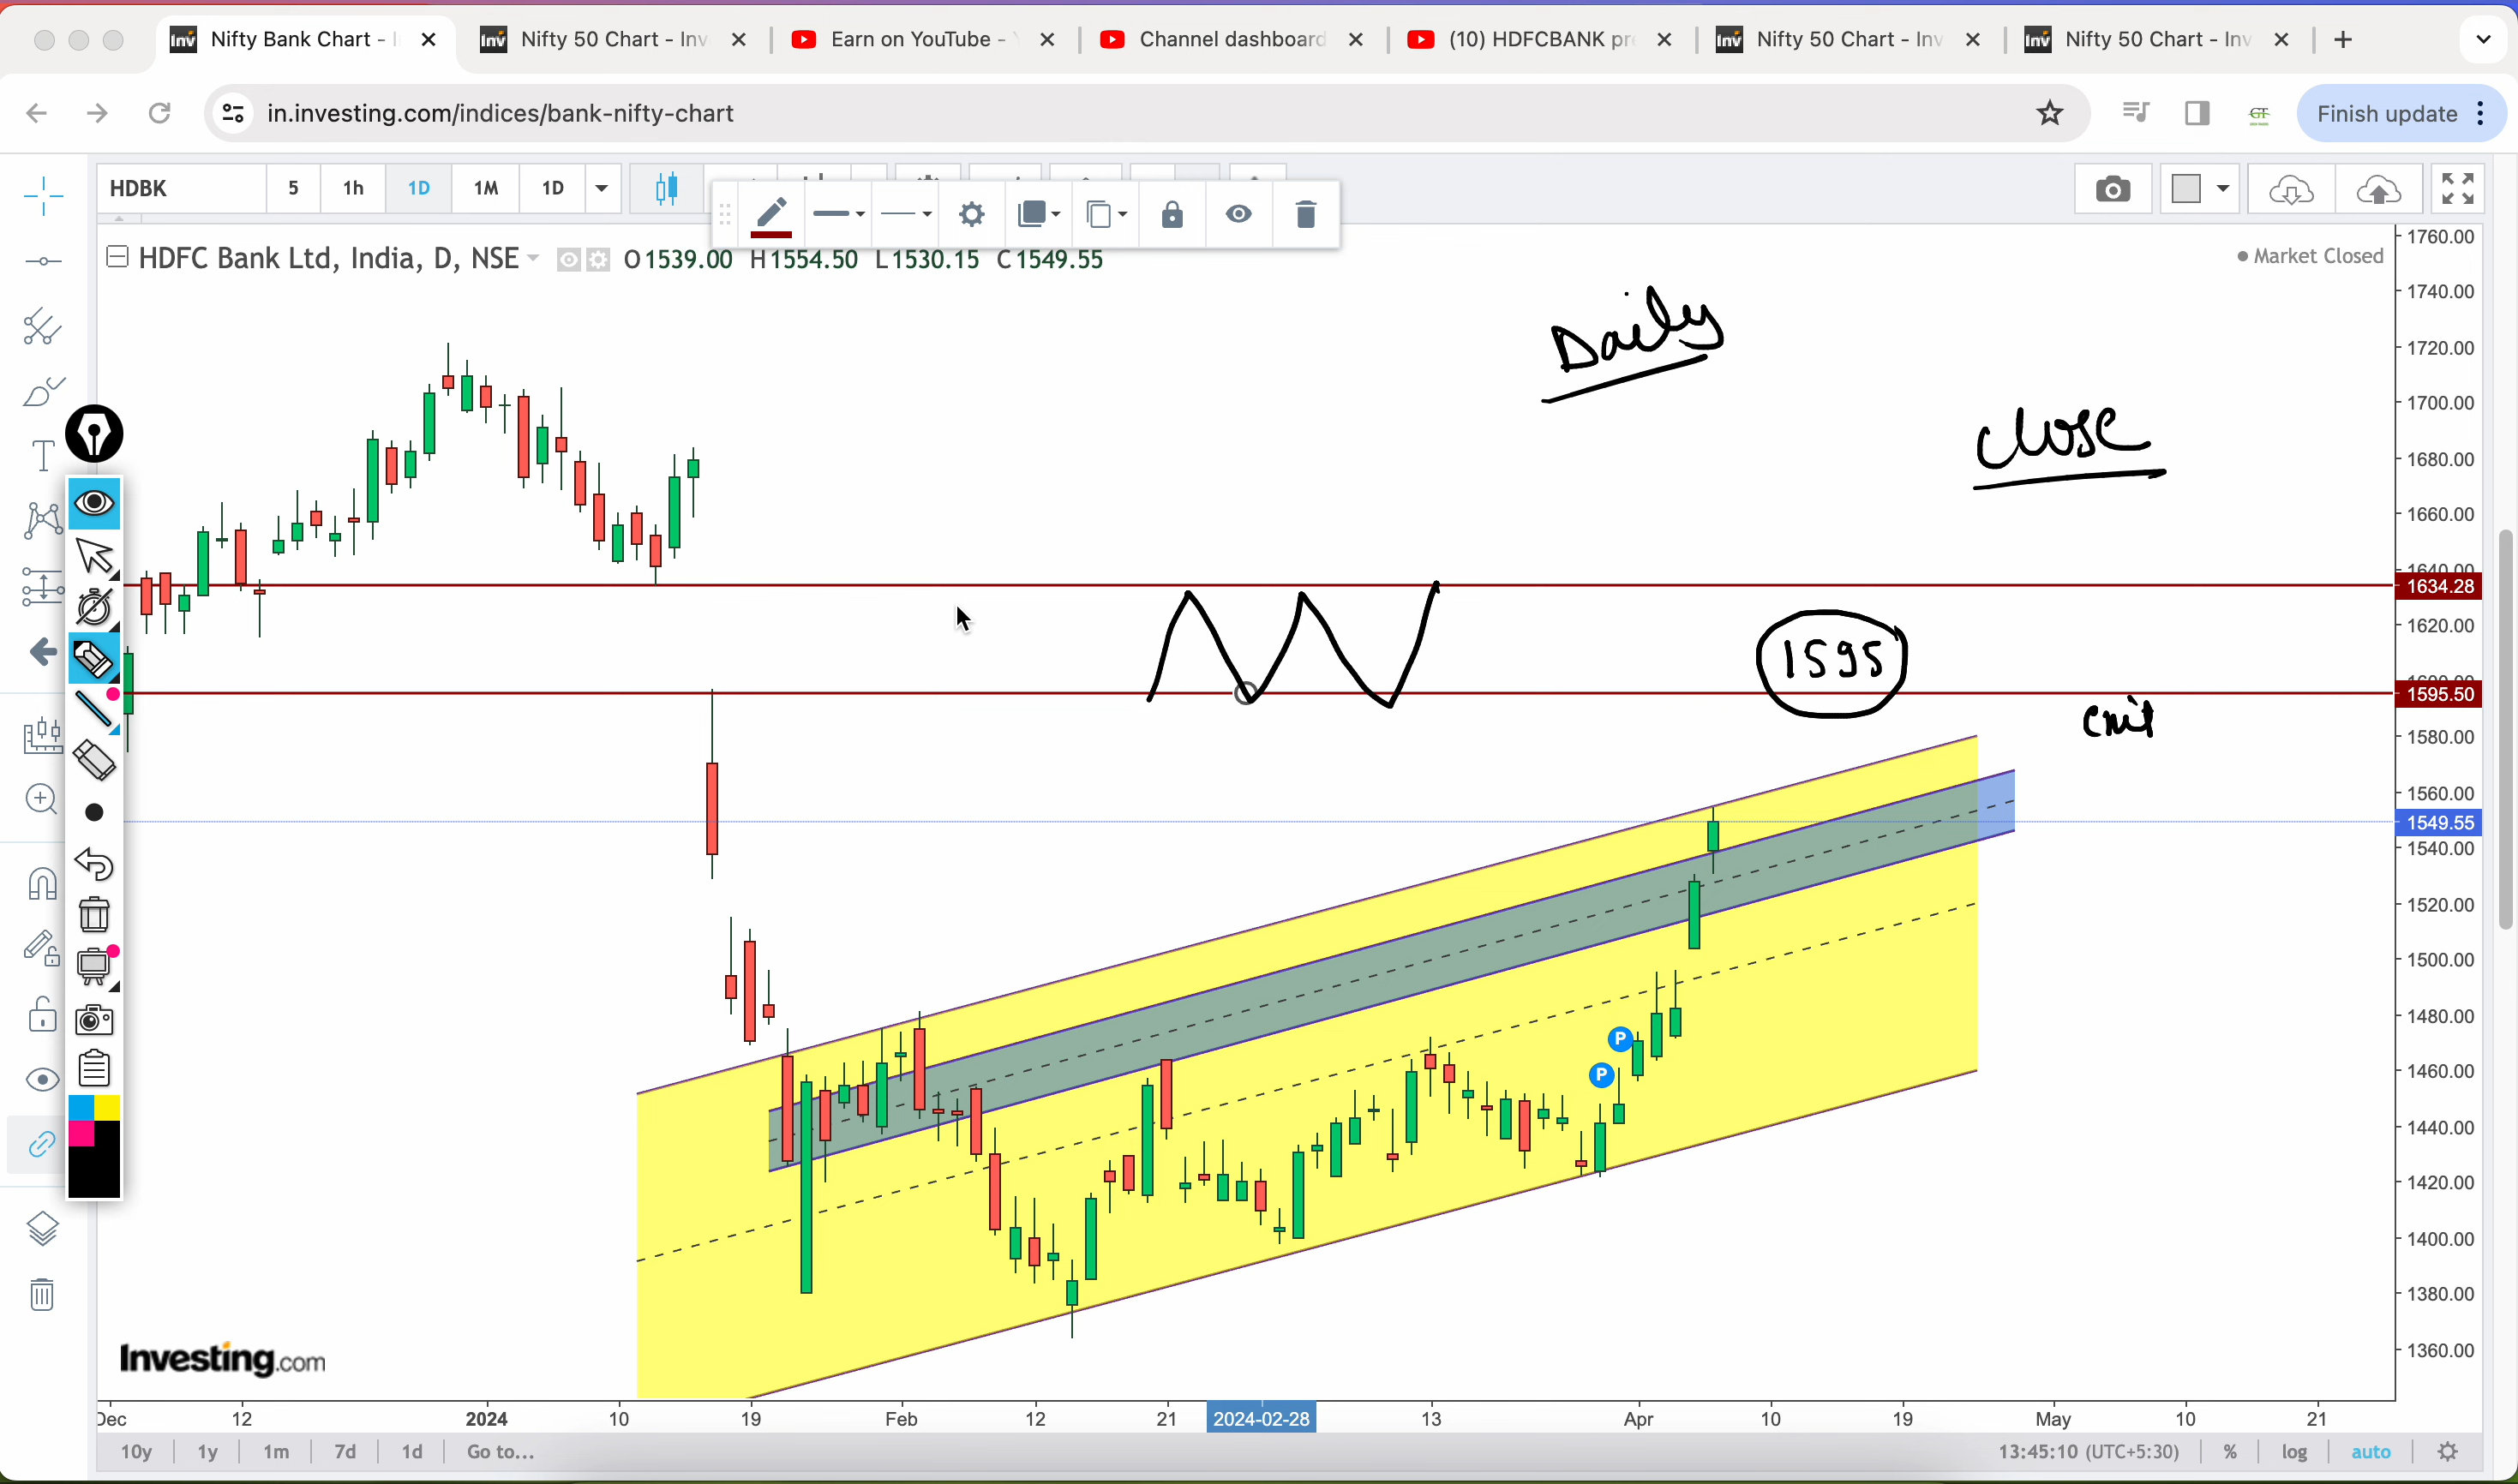 Nifty Bank Chart - I
Nifty 50 Chart - Inv
Earn on YouTube -
Channel dashboard
(10) HDFCBANK pr
Nifty 50 Chart - Inv
Nifty 50 Chart - Inv
in.investing.com/indices/bank-nifty-chart
Finish update
HDBK
5
1h
1D
1M
1D
HDFC Bank Ltd, India, D, NSE
O1539.00 H1554.50 L1530.15 C1549.55
Market Closed
1760.00
1740.00
Daily
1720.00
1700.00
close
1680.00
1660.00
1640.00
1634.28
1620.00
1595
1595.50
1580.00
1560.00
1549.55
1540.00
1520.00
1500.00
1480.00
P
P
1460.00
1440.00
1420.00
1400.00
1380.00
1360.00
Investing.com
Dec
12
2024
10
19
Feb
12
21
2024-02-28
13
Apr
10
19
May
10
21
10y
1y
1m
7d
1d
Go to...
13:45:10 (UTC+5:30)
%
log
auto